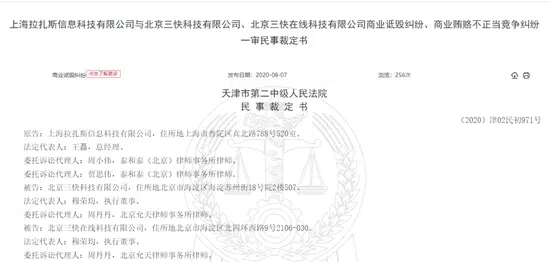 上海拉扎斯信息科技有限公司与北京三快科技有限公司、北京三快在线科技有限公司商业诋毁纠纷、商业贿赂不正当竞争纠纷
一审民事裁定书
商业诋毁纠纷 点击了解更多 发布日期：2020-08-07 浏览：256次
天津市第二中级人民法院
民 事 裁 定 书
（2020）津02民初971号
原告：上海拉扎斯信息科技有限公司，住所地上海市普陀区真北路788号520室。
法定代表人：王磊，总经理。
委托诉讼代理人：周小伟，泰和泰（北京）律师事务所律师。
委托诉讼代理人：贾思伟，泰和泰（北京）律师事务所律师。
被告：北京三快科技有限公司，住所地北京市海淀区海淀苏州街18号院2楼507。
法定代表人：穆荣均，执行董事。
委托诉讼代理人：周丹丹，北京允天律师事务所律师。
被告：北京三快在线科技有限公司，住所地北京市海淀区北四环西路9号2106-030。
法定代表人：穆荣均，执行董事。
委托诉讼代理人：周丹丹，北京允天律师事务所律师。